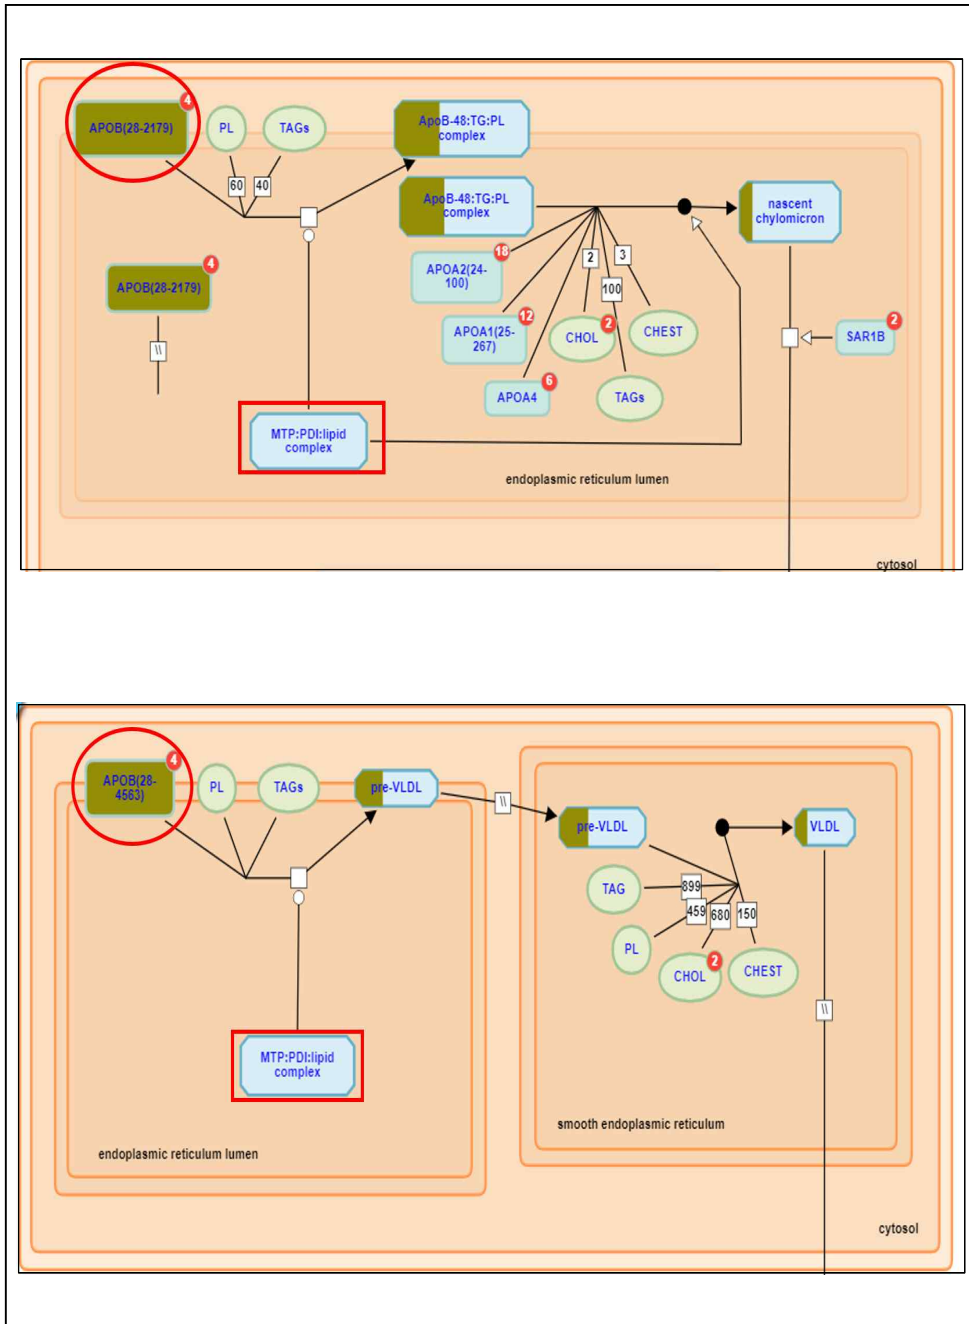 4
APOB(28-2179)
PL
TAGs
ApoB-48:TG:PL
complex
60
40
ApoB-48:TG:PL
complex
nascent
chylomicron
18
APOA2(24-
100)
2
3
4
APOB(28-2179)
100
12
APOA1(25-
267)
2
CHOL
CHEST
2
SAR1B
\\
6
APOA4
TAGs
MTP:PDI:lipid
complex
endoplasmic reticulum lumen
cytosol
4
APOB(28-
4563)
PL
TAGs
pre-VLDL
\\
pre-VLDL
VLDL
TAG
899
459
680
150
PL
2
CHOL
CHEST
\\
MTP:PDI:lipid
complex
smooth endoplasmic reticulum
endoplasmic reticulum lumen
cytosol